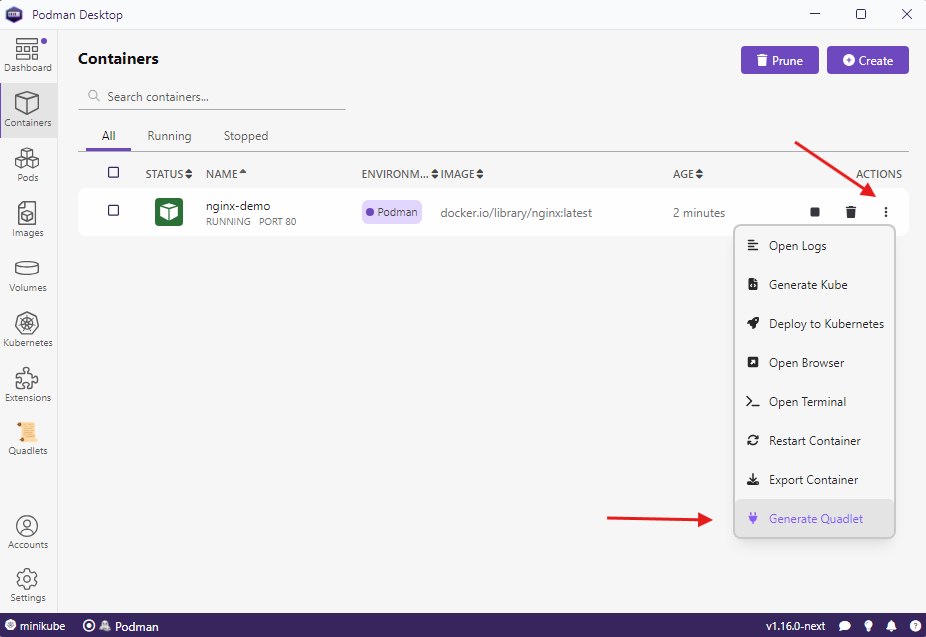 Podman Desktop
Dashboard
Containers
Pods
Images
Volumes
Kubernetes
Extensions
Quadlets
Accounts
Settings
Containers
Prune
Create
Search containers...
All Running Stopped
STATUS NAME ENVIRONM... IMAGE AGE ACTIONS
nginx-demo
RUNNING PORT 80
Podman docker.io/library/nginx:latest 2 minutes
Open Logs
Generate Kube
Deploy to Kubernetes
Open Browser
Open Terminal
Restart Container
Export Container
Generate Quadlet
minikube Podman v1.16.0-next